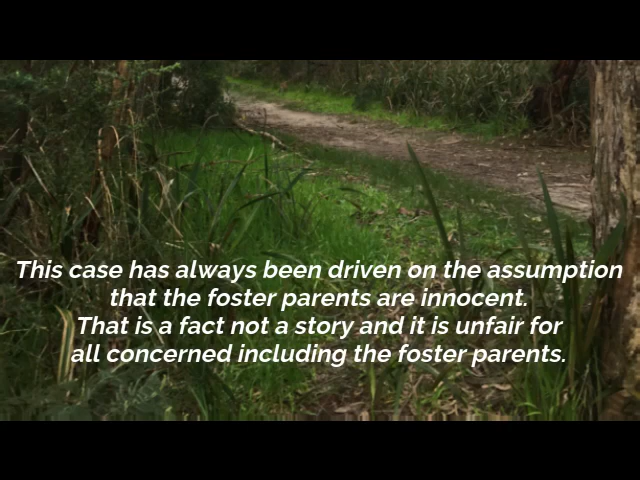 This case has always been driven on the assumption
that the foster parents are innocent.
That is a fact not a story and it is unfair for
all concerned including the foster parents.